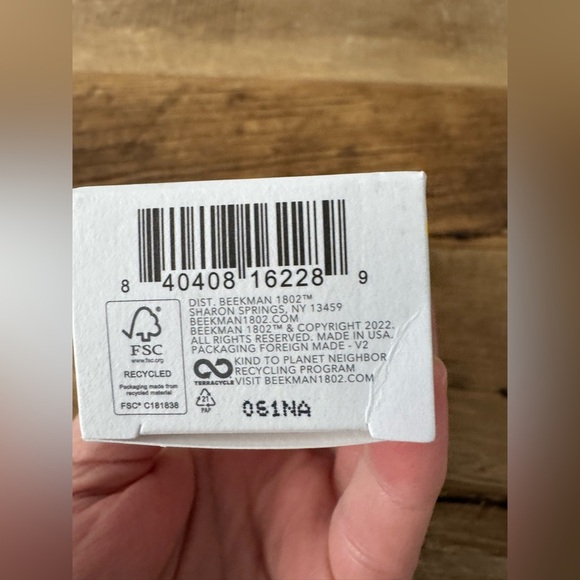 8 40408 16228 9
DIST. BEEKMAN 1802™
SHARON SPRINGS, NY 13459
BEEKMAN1802.COM
BEEKMAN 1802™ & COPYRIGHT 2022.
ALL RIGHTS RESERVED. MADE IN USA.
PACKAGING FOREIGN MADE - V2
FSC
www.fsc.org
RECYCLED
Packaging made from
recycled material
FSC® C181838
TERRACYCLE
KIND TO PLANET NEIGHBOR
RECYCLING PROGRAM
VISIT BEEKMAN1802.COM
21
PAP
061NA